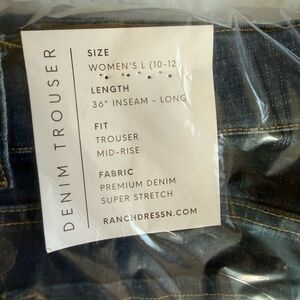 DENIM TROUSER
SIZE
WOMEN'S L (10-12)
LENGTH
36" INSEAM - LONG
FIT
TROUSER
MID-RISE
FABRIC
PREMIUM DENIM
SUPER STRETCH
RANCHDRESSN.COM